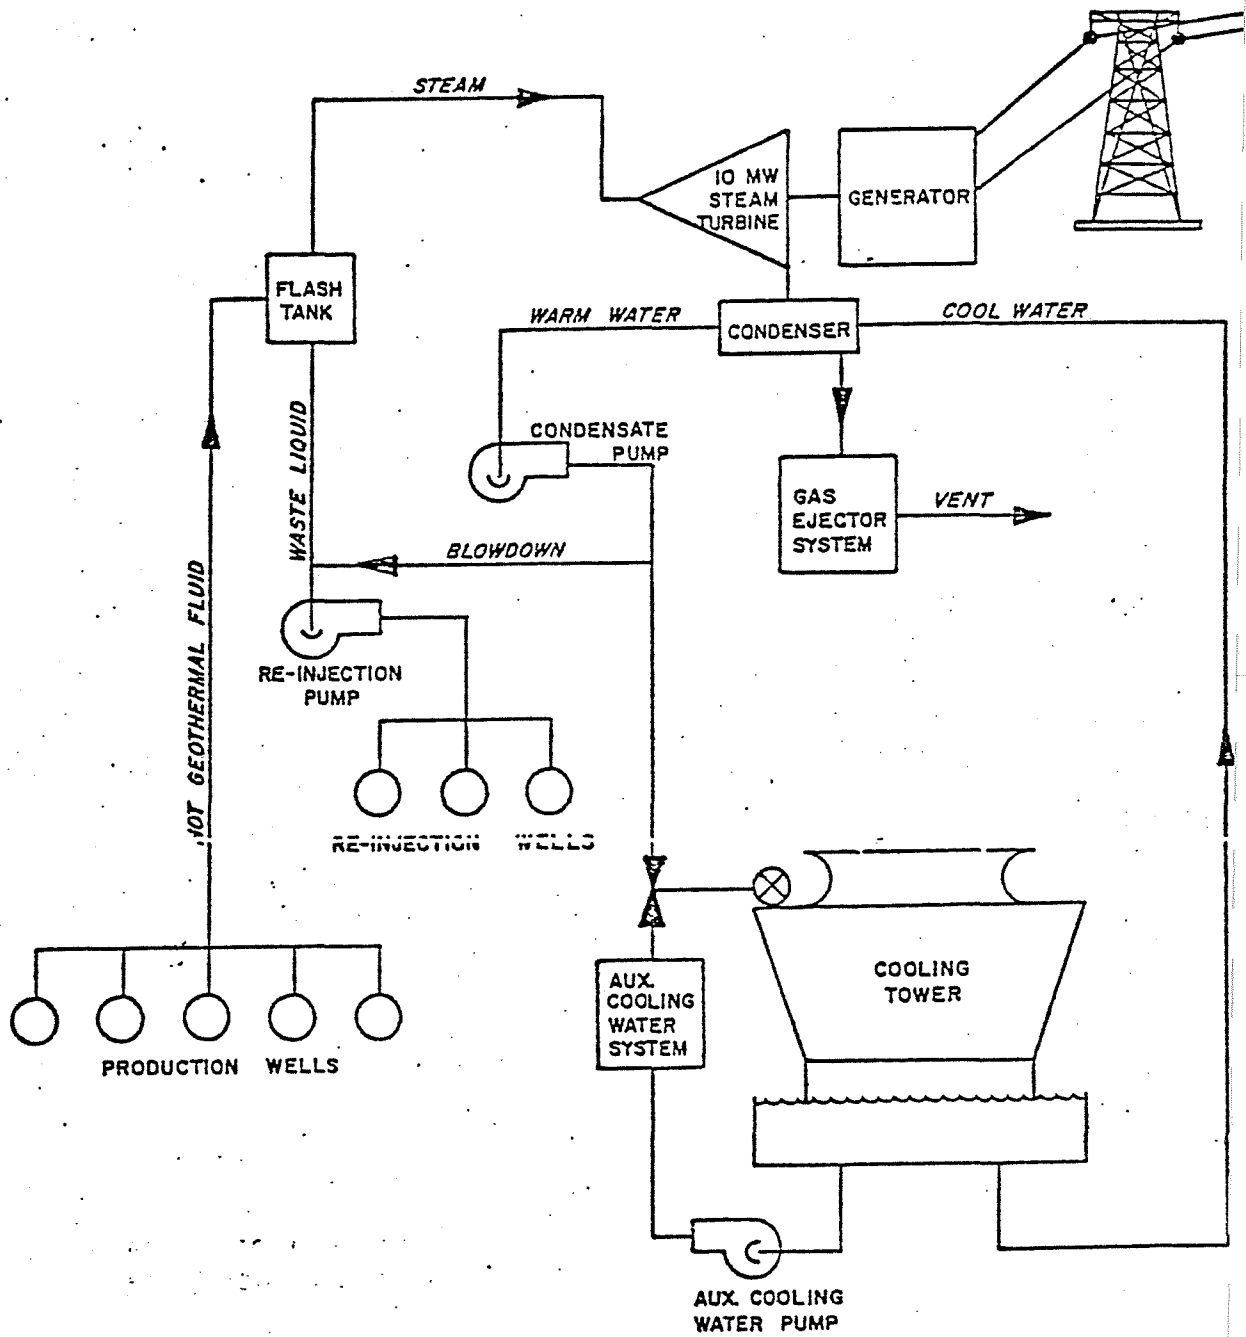 STEAM
10 MW
STEAM
TURBINE
GENERATOR
FLASH
TANK
WARM WATER
CONDENSER
COOL WATER
CONDENSATE
PUMP
WASTE LIQUID
GAS
EJECTOR
SYSTEM
VENT
BLOWDOWN
HOT GEOTHERMAL FLUID
RE-INJECTION
PUMP
RE-INJECTION WELLS
COOLING
TOWER
AUX.
COOLING
WATER
SYSTEM
PRODUCTION WELLS
AUX. COOLING
WATER PUMP